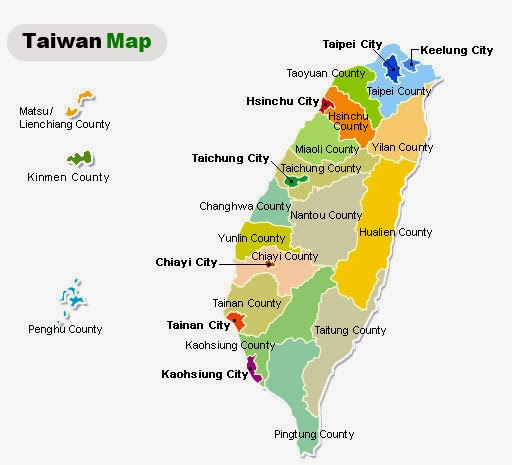 Taiwan Map
Taipei City
Keelung City
Taoyuan County
Taipei County
Hsinchu City
Hsinchu
County
Matsu/
Lienchiang County
Miaoli County
Yilan County
Taichung City
Taichung County
Kinmen County
Changhwa County
Nantou County
Hualien County
Yunlin County
Chiayi County
Chiayi City
Tainan County
Penghu County
Tainan City
Taitung County
Kaohsiung County
Kaohsiung City
Pingtung County